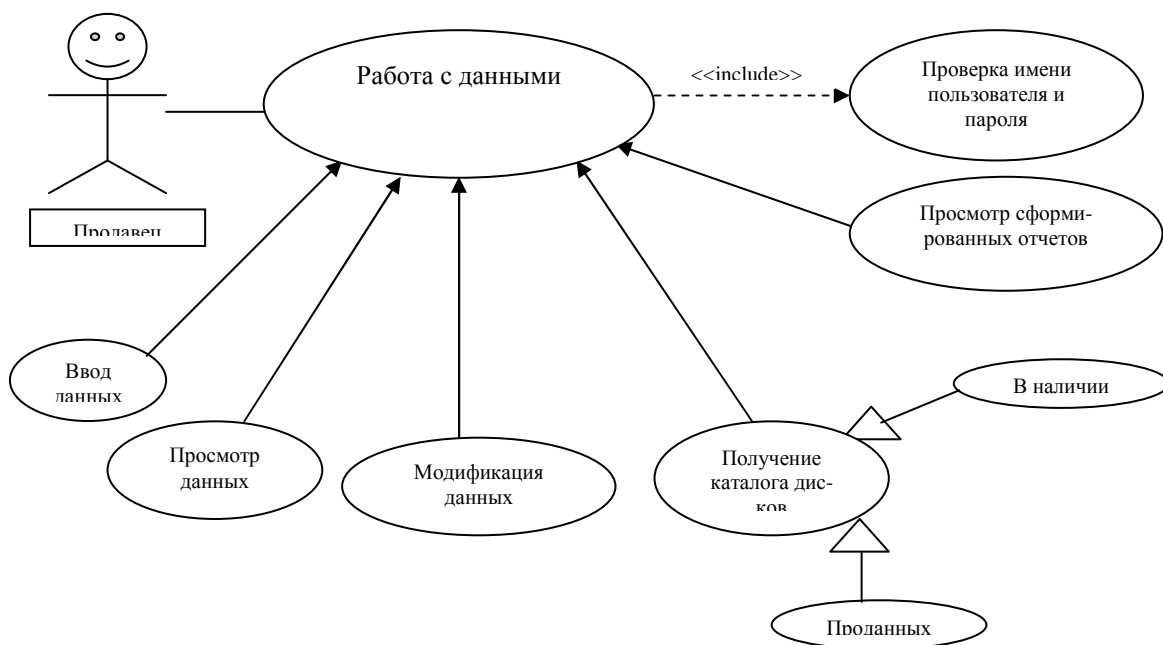 Работа с данными
<<include>>
Проверка имени
пользователя и
пароля
Продавец
Просмотр сформи-
рованных отчетов
Ввод
данных
Просмотр
данных
Модификация
данных
Получение
каталога дис-
ков
В наличии
Проданных